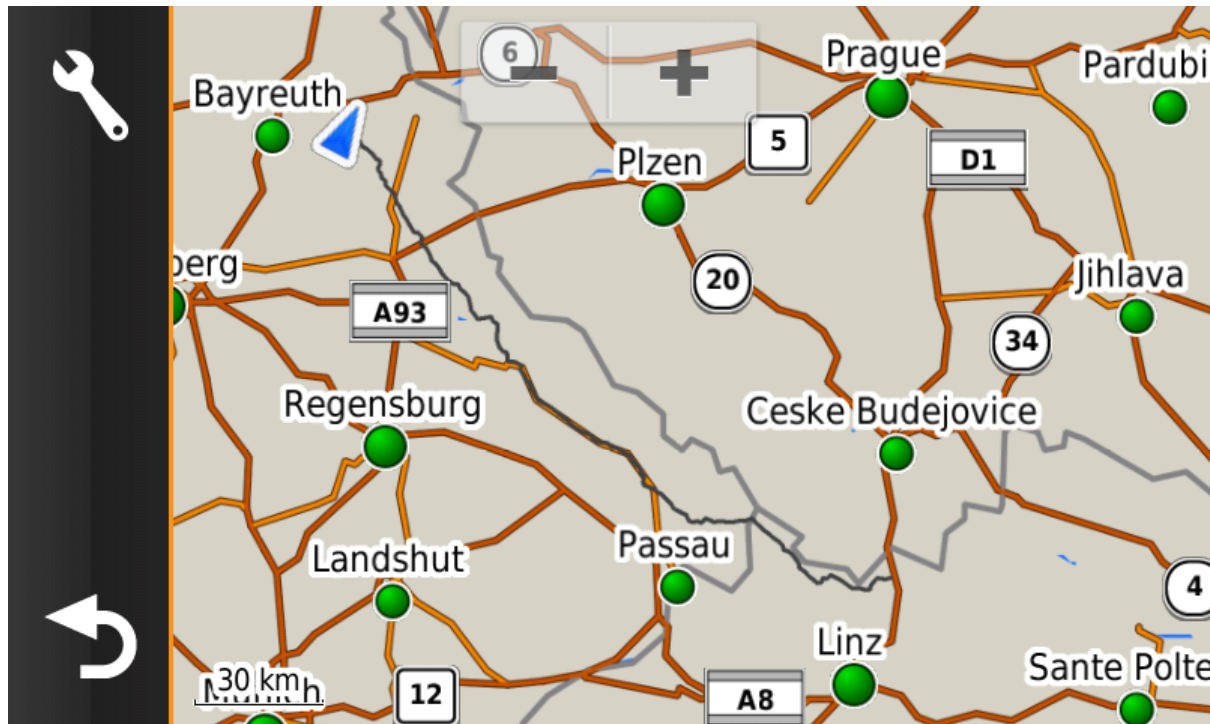 6
Prague
Pardubi
Bayreuth
5
Plzen
D1
berg
20
Jihlava
A93
34
Regensburg
Ceske Budejovice
Landshut
Passau
4
Linz
Sante Polte
30 km
12
A8